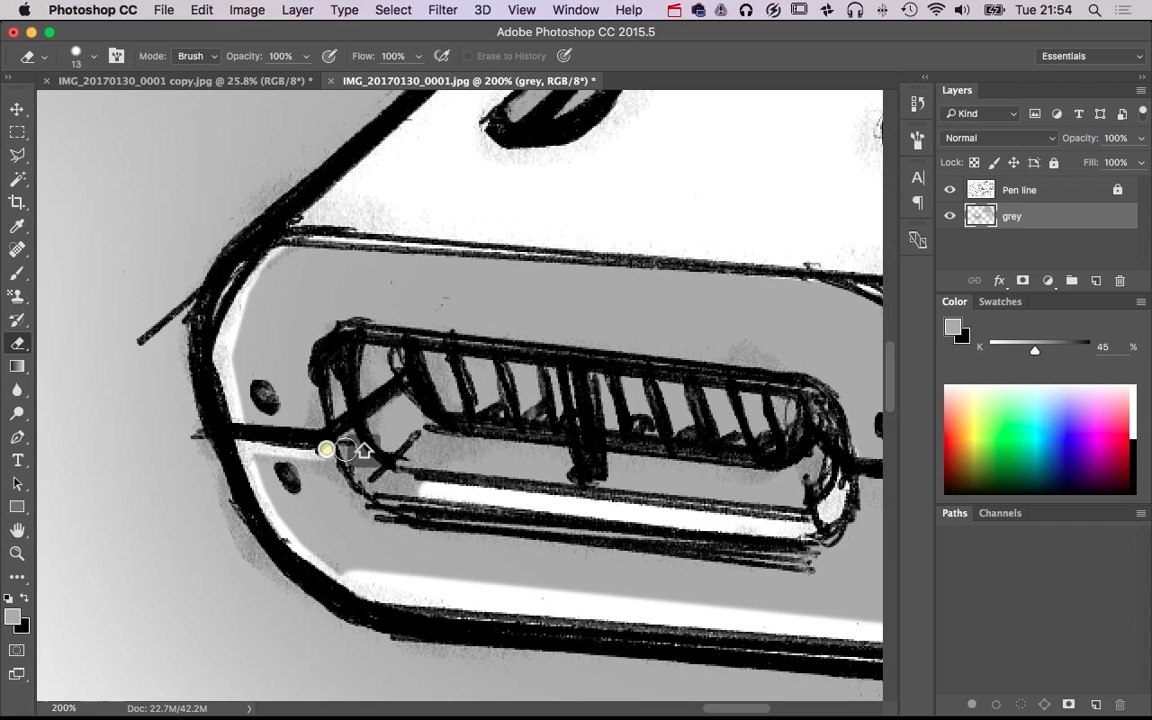 Photoshop CC File Edit Image Layer Type Select Filter 3D View Window Help Tue 21:54
Adobe Photoshop CC 2015.5
13 Mode: Brush Opacity: 100% Flow: 100% Erase to History Essentials
IMG_20170130_0001 copy.jpg @ 25.8% (RGB/8*) * IMG_20170130_0001.jpg @ 200% (grey, RGB/8*) *
Layers
Kind
Normal Opacity: 100%
Lock: Fill: 100%
Pen line
grey
fx
Color Swatches
K 45 %
Paths Channels
200% Doc: 22.7M/42.2M